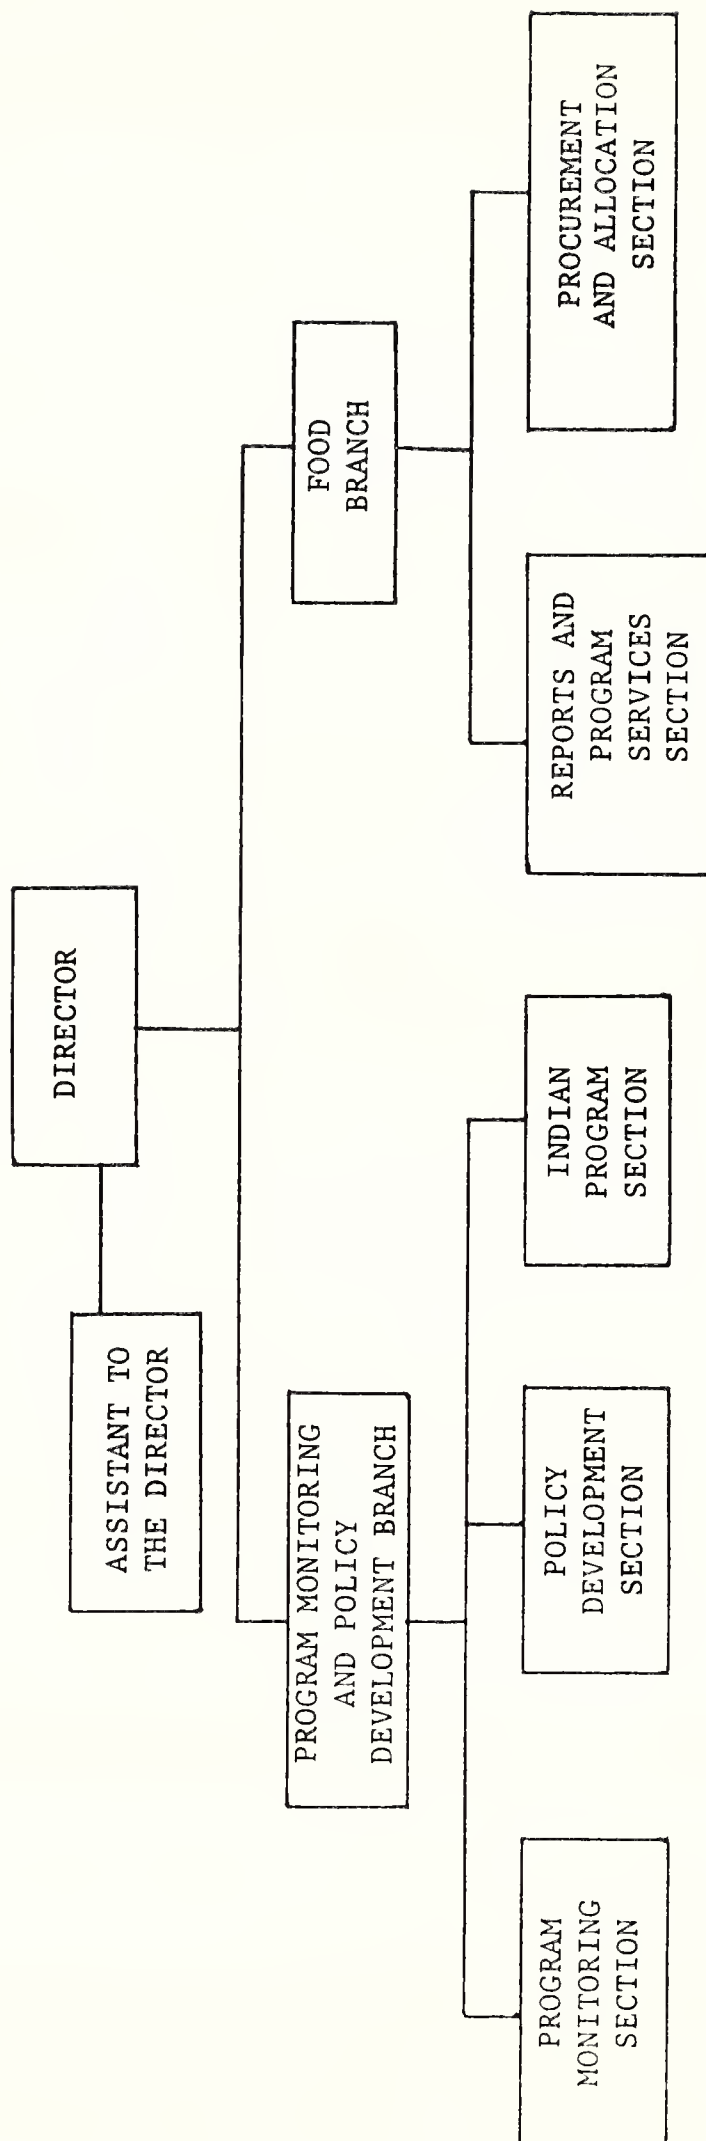 DIRECTOR
ASSISTANT TO
THE DIRECTOR
PROGRAM MONITORING
AND POLICY
DEVELOPMENT BRANCH
FOOD
BRANCH
PROGRAM
MONITORING
SECTION
POLICY
DEVELOPMENT
SECTION
INDIAN
PROGRAM
SECTION
REPORTS AND
PROGRAM
SERVICES
SECTION
PROCUREMENT
AND ALLOCATION
SECTION